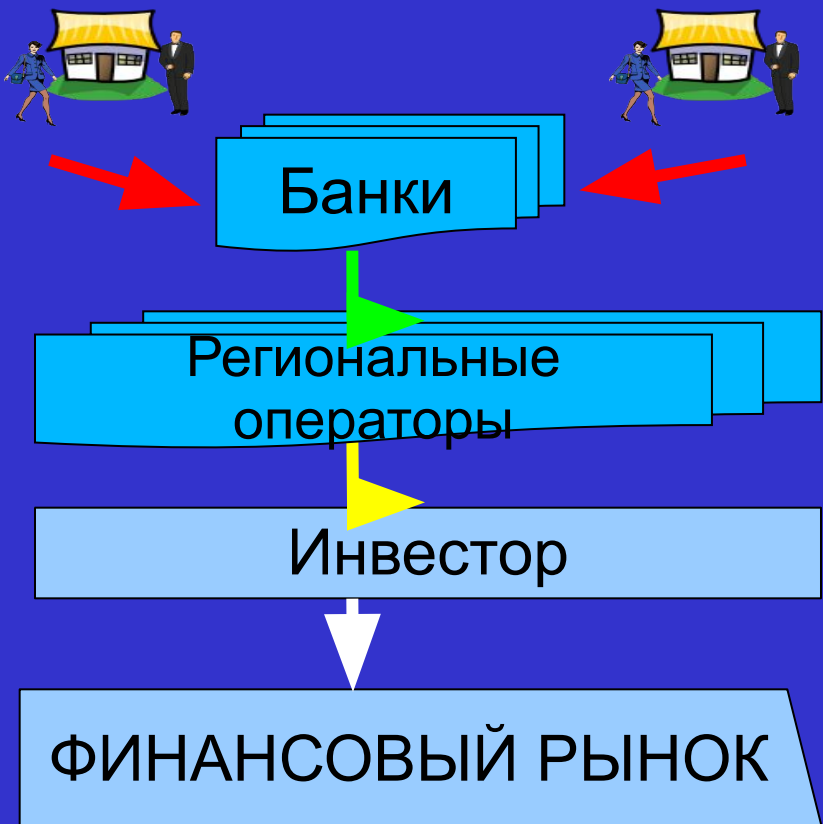 Банки
Региональные
операторы
Инвестор
ФИНАНСОВЫЙ РЫНОК